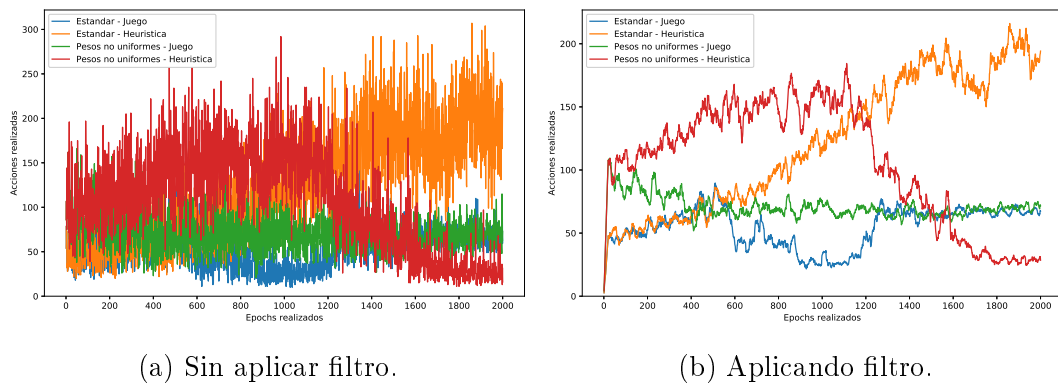 Estandar - Juego
Estandar - Heuristica
Pesos no uniformes - Juego
Pesos no uniformes - Heuristica
Acciones realizadas
300
250
200
150
100
50
0
0 200 400 600 800 1000 1200 1400 1600 1800 2000
Epochs realizados
(a) Sin aplicar filtro.
Estandar - Juego
Estandar - Heuristica
Pesos no uniformes - Juego
Pesos no uniformes - Heuristica
Acciones realizadas
200
150
100
50
0
0 200 400 600 800 1000 1200 1400 1600 1800 2000
Epochs realizados
(b) Aplicando filtro.